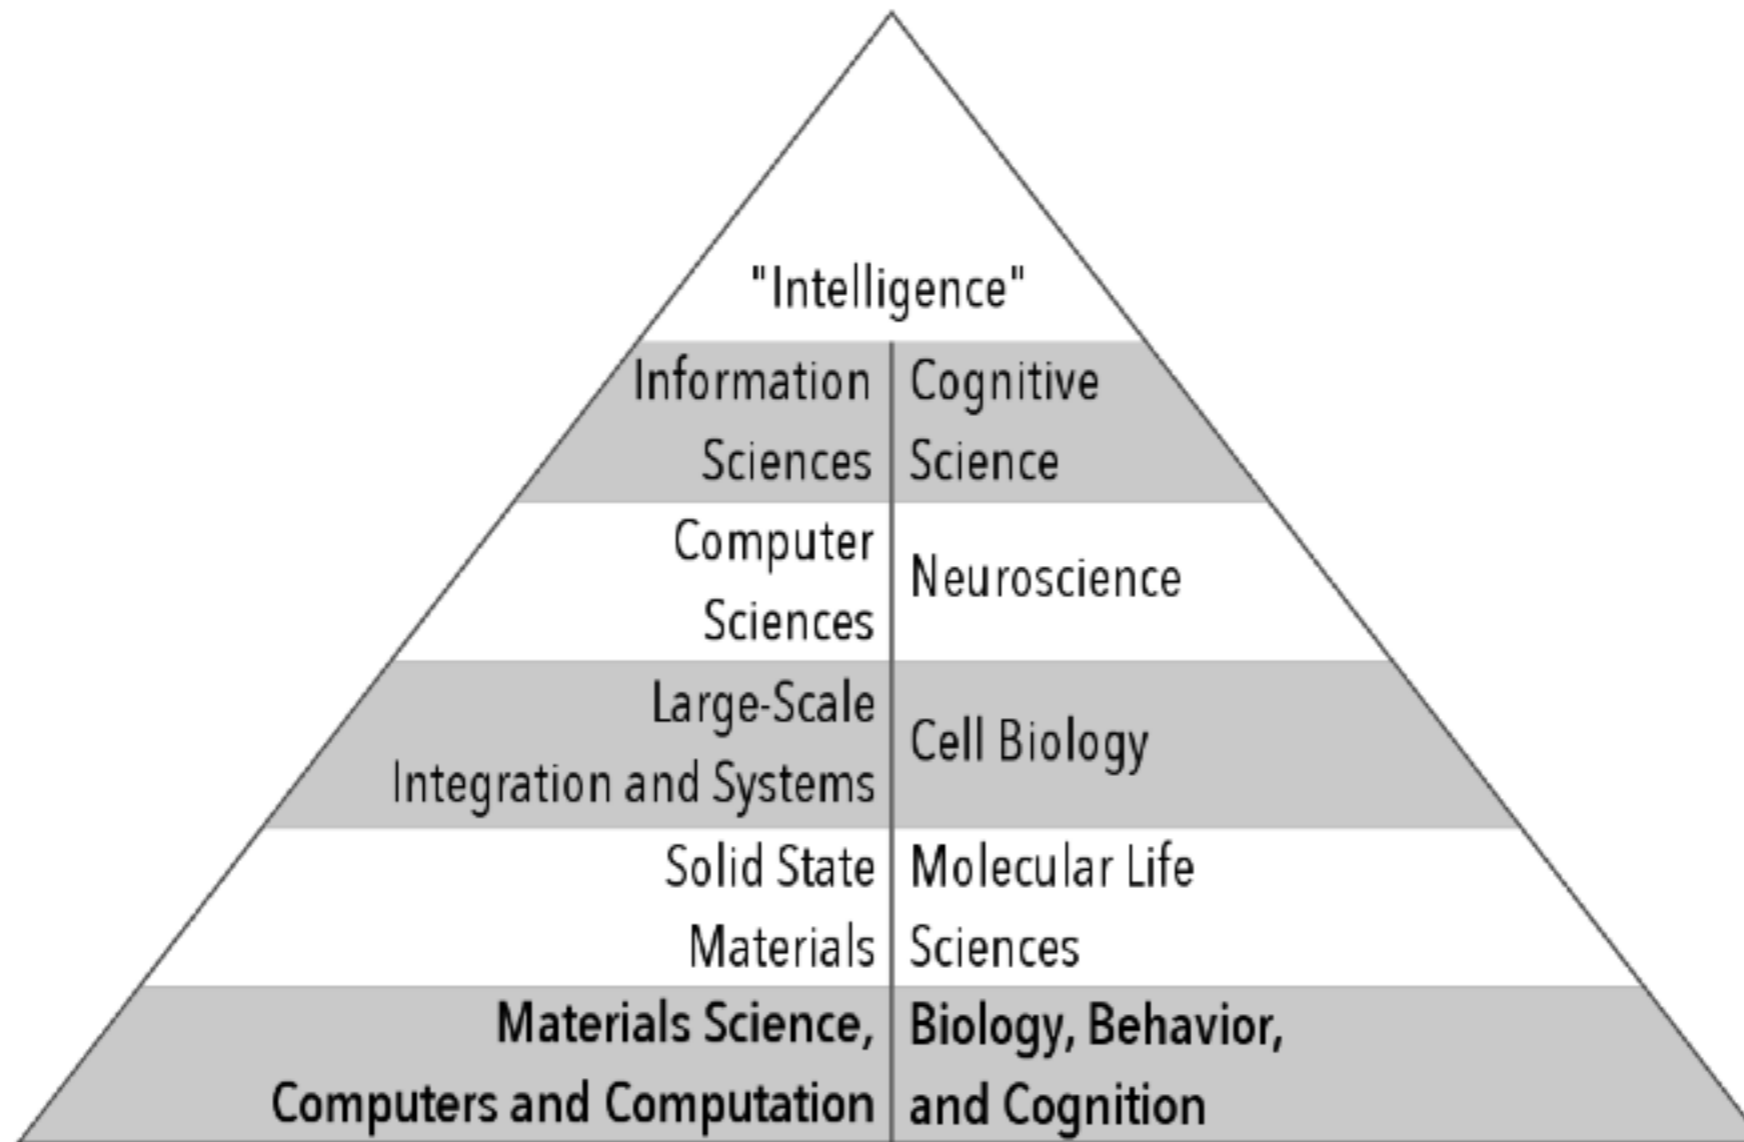 "Intelligence"
Information
Sciences
Cognitive
Science
Computer
Sciences
Neuroscience
Large-Scale
Integration and Systems
Cell Biology
Solid State
Materials
Molecular Life
Sciences
Materials Science,
Computers and Computation
Biology, Behavior,
and Cognition